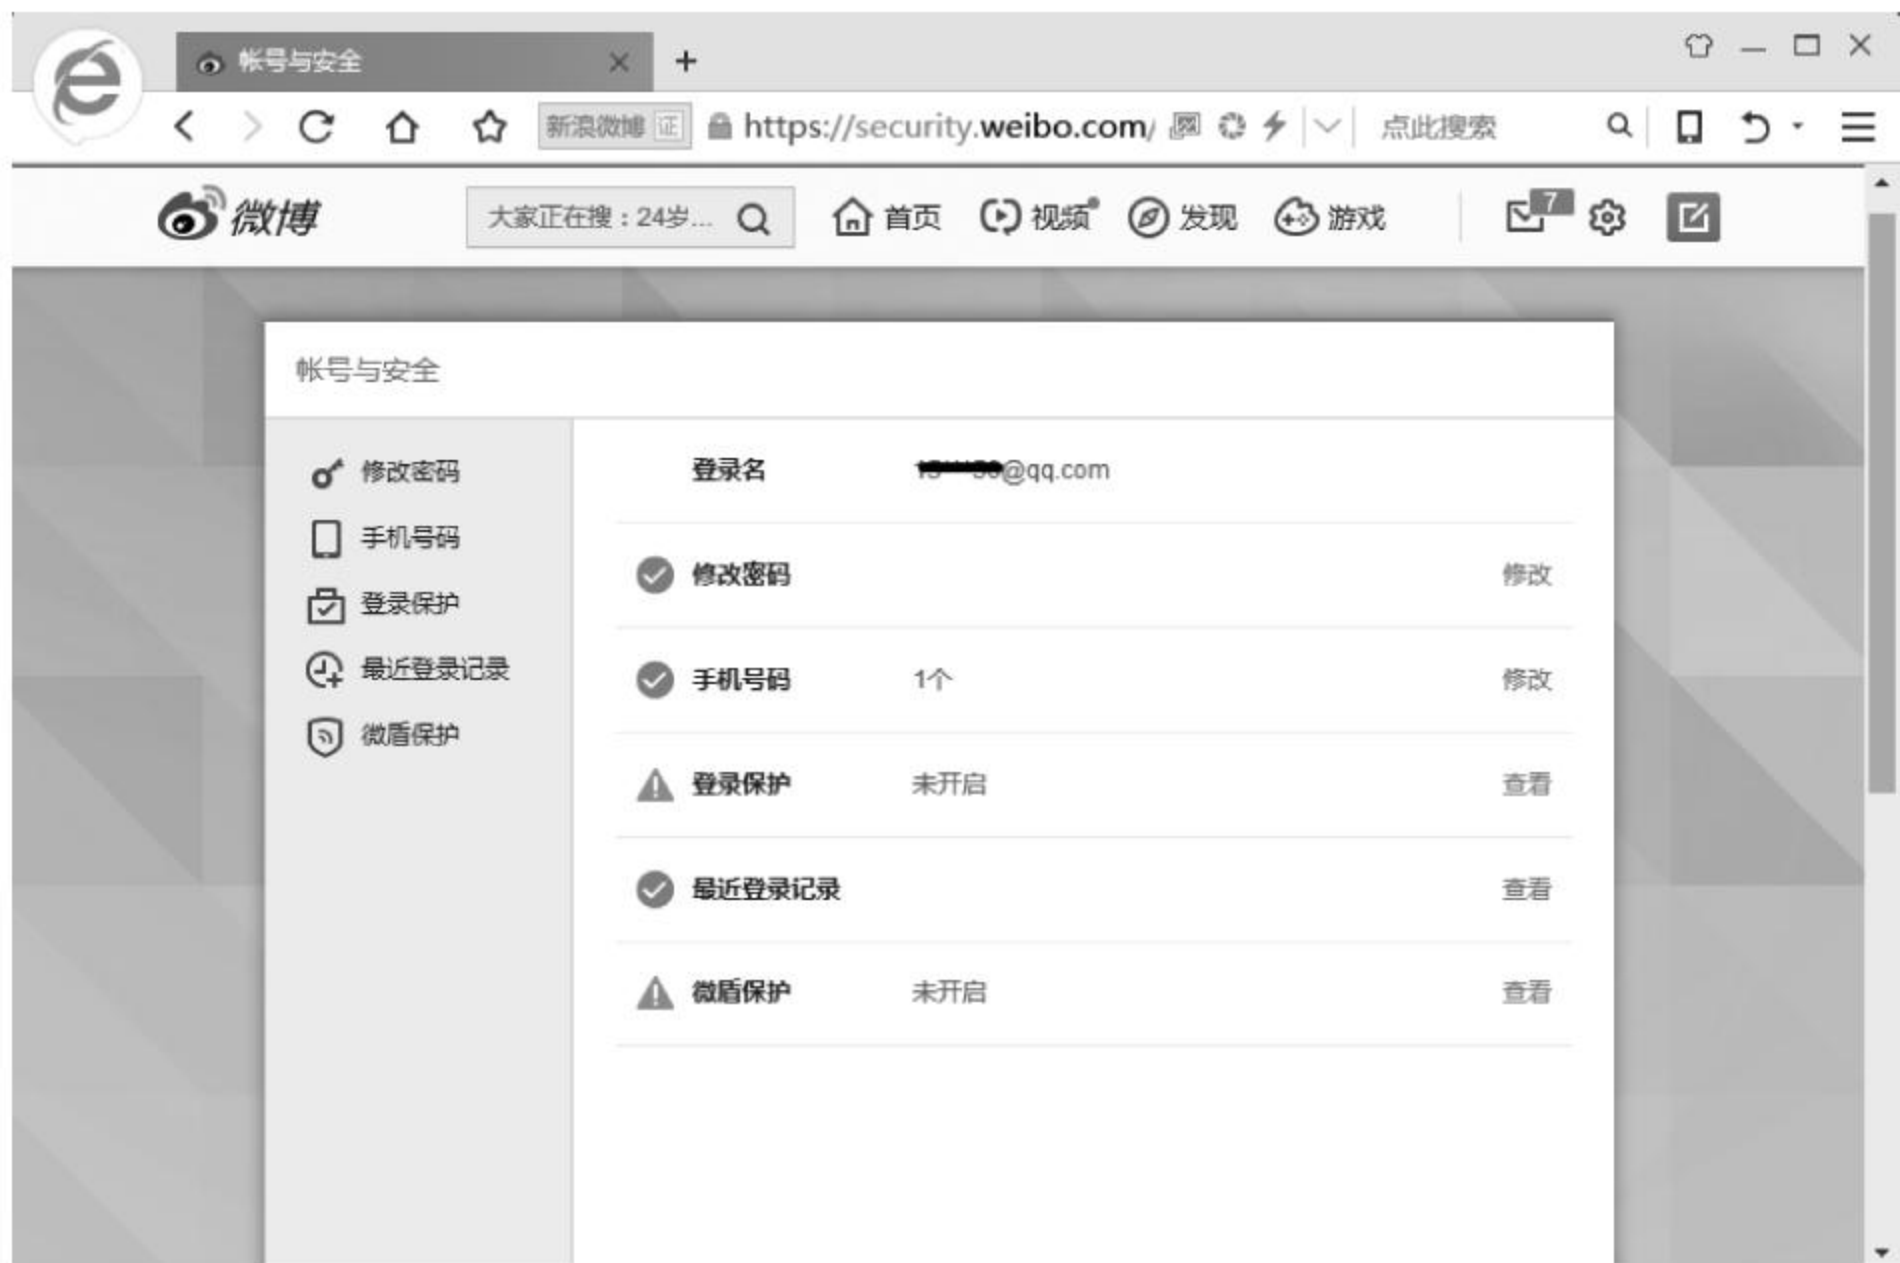 帐号与安全
新浪微博 证 https://security.weibo.com/ 点此搜索
微博 大家正在搜：24岁... 首页 视频 发现 游戏 7
帐号与安全
修改密码
手机号码
登录保护
最近登录记录
微盾保护
登录名 @qq.com
修改密码 修改
手机号码 1个 修改
登录保护 未开启 查看
最近登录记录 查看
微盾保护 未开启 查看